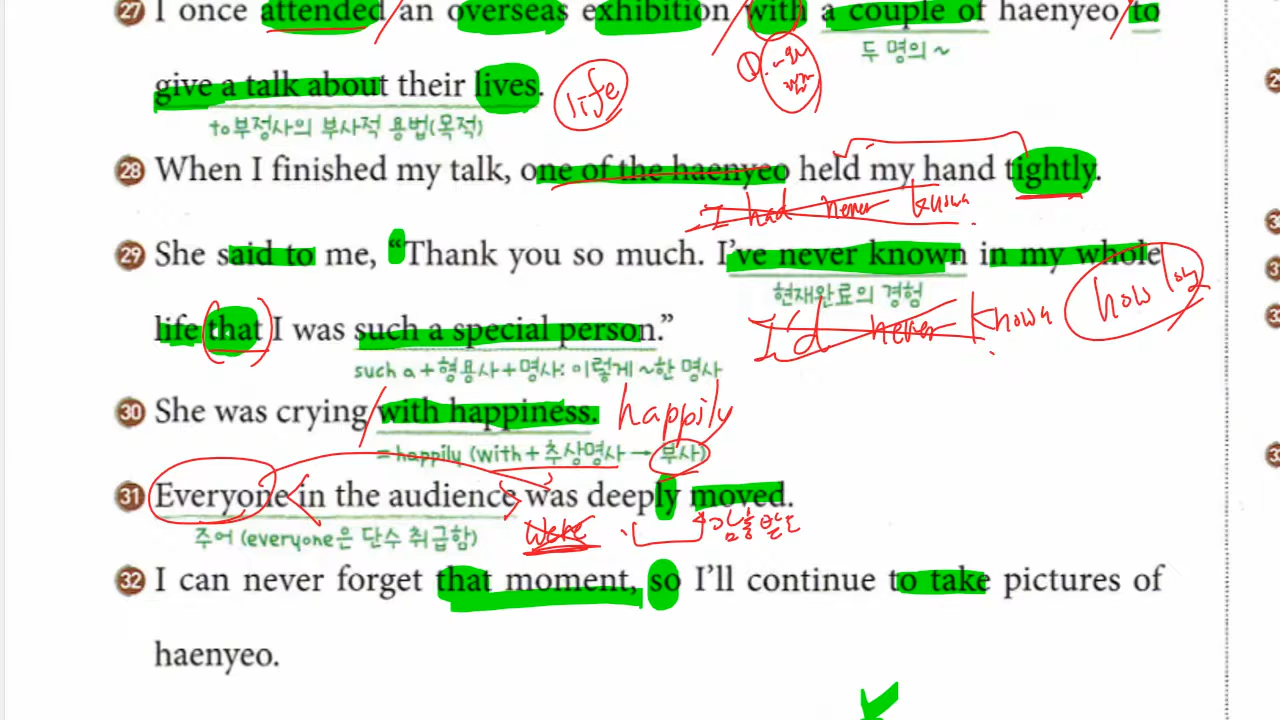 27 I once attended an overseas exhibition with a couple of haenyeo to
두 명의 ~
give a talk about their lives. life
to부정사의 부사적 용법(목적)
28 When I finished my talk, one of the haenyeo held my hand tightly.
I had never known
29 She said to me, “Thank you so much. I’ve never known in my whole
현재완료의 경험
how
life that I was such a special person.” I'd never known
such a+형용사+명사: 이렇게 ~한 명사
30 She was crying with happiness. happily
= happily (with+추상명사 → 부사)
31 Everyone in the audience was deeply moved.
주어 (everyone은 단수 취급함) were
32 I can never forget that moment, so I’ll continue to take pictures of
haenyeo.